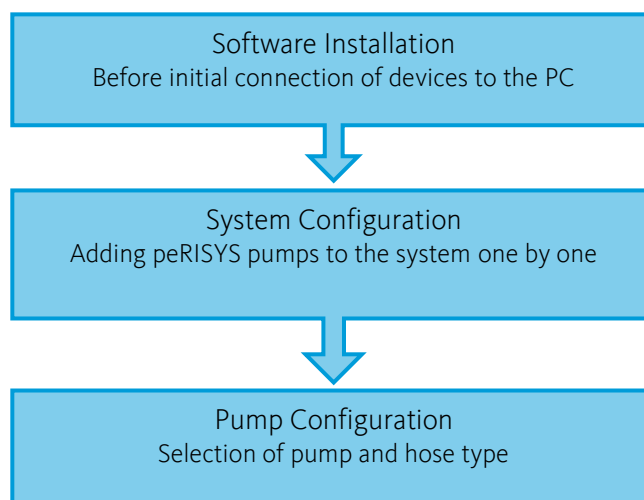 Software Installation
Before initial connection of devices to the PC
System Configuration
Adding peRISYS pumps to the system one by one
Pump Configuration
Selection of pump and hose type